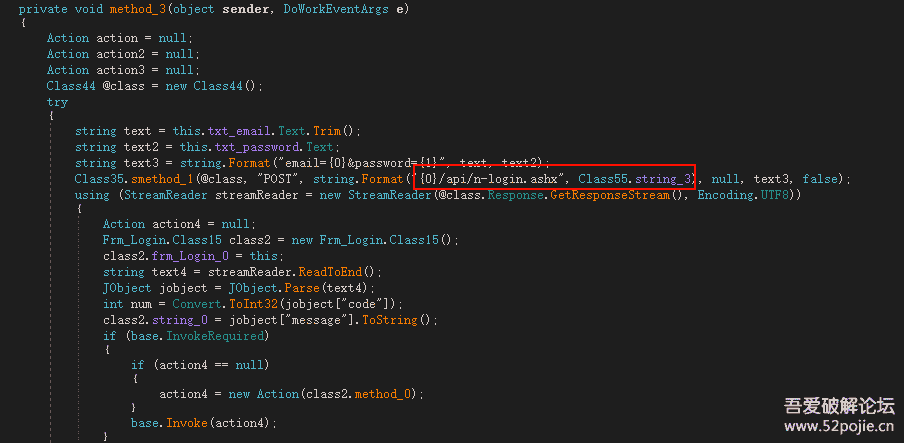 private void method_3(object sender, DoWorkEventArgs e)
{
Action action = null;
Action action2 = null;
Action action3 = null;
Class44 @class = new Class44();
try
{
string text = this.txt_email.Text.Trim();
string text2 = this.txt_password.Text;
string text3 = string.Format("email={0}&password={1}", text, text2);
Class35.smethod_1(@class, "POST", string.Format("{0}/api/n-login.ashx", Class55.string_3), null, text3, false);
using (StreamReader streamReader = new StreamReader(@class.Response.GetResponseStream(), Encoding.UTF8))
{
Action action4 = null;
Frm_Login.Class15 class2 = new Frm_Login.Class15();
class2.frm_Login_0 = this;
string text4 = streamReader.ReadToEnd();
JObject jobject = JObject.Parse(text4);
int num = Convert.ToInt32(jobject["code"]);
class2.string_0 = jobject["message"].ToString();
if (base.InvokeRequired)
{
if (action4 == null)
{
action4 = new Action(class2.method_0);
}
base.Invoke(action4);
}
吾爱破解论坛
www.52pojie.cn